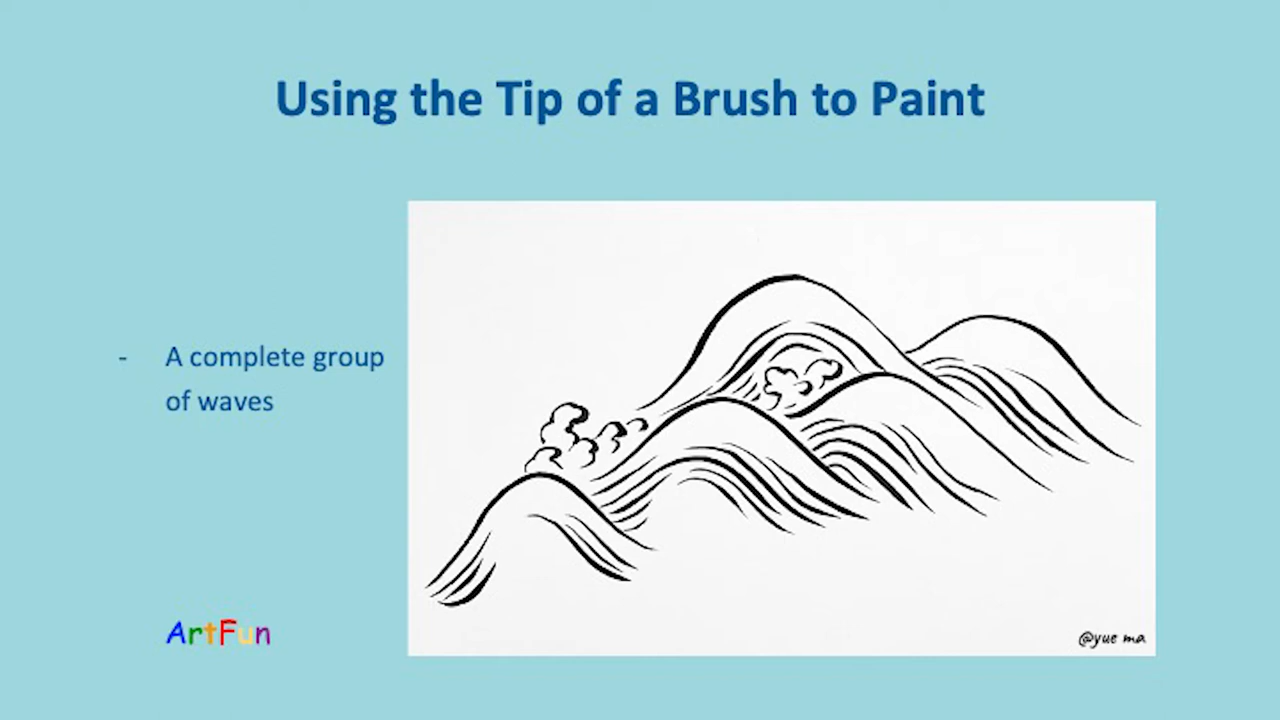 Using the Tip of a Brush to Paint
- A complete group
of waves
ArtFun
@yue ma